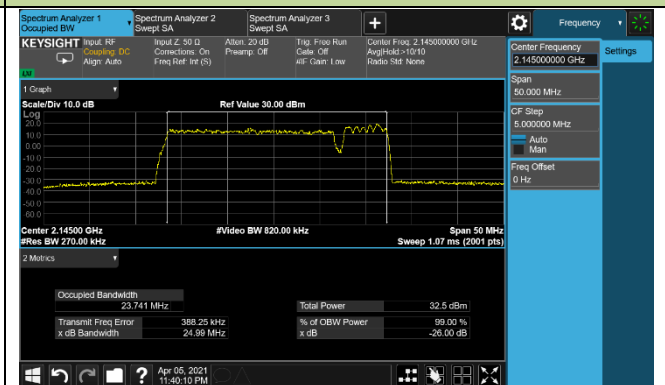 Spectrum Analyzer 1
Occupied BW
Spectrum Analyzer 2
Swept SA
Spectrum Analyzer 3
Swept SA
+
Frequency
KEYSIGHT
Input: RF
Coupling: DC
Align: Auto
Input Z: 50 Ω
Corrections: On
Freq Ref: Int (S)
Atten: 20 dB
Preamp: Off
Trig: Free Run
Gate: Off
#IF Gain: Low
Center Freq: 2.145000000 GHz
Avg|Hold:>10/10
Radio Std: None
Center Frequency
2.145000000 GHz
Settings
Span
50.000 MHz
CF Step
5.000000 MHz
Auto
Man
Freq Offset
0 Hz
1 Graph
Scale/Div 10.0 dB
Ref Value 30.00 dBm
Log
20.0
10.0
0.00
-10.0
-20.0
-30.0
-40.0
-50.0
-60.0
Center 2.14500 GHz
#Video BW 820.00 kHz
Span 50 MHz
#Res BW 270.00 kHz
Sweep 1.07 ms (2001 pts)
2 Metrics
Occupied Bandwidth
23.741 MHz
Total Power
32.5 dBm
Transmit Freq Error
388.25 kHz
% of OBW Power
99.00 %
x dB Bandwidth
24.99 MHz
x dB
-26.00 dB
?
Apr 05, 2021
11:40:10 PM